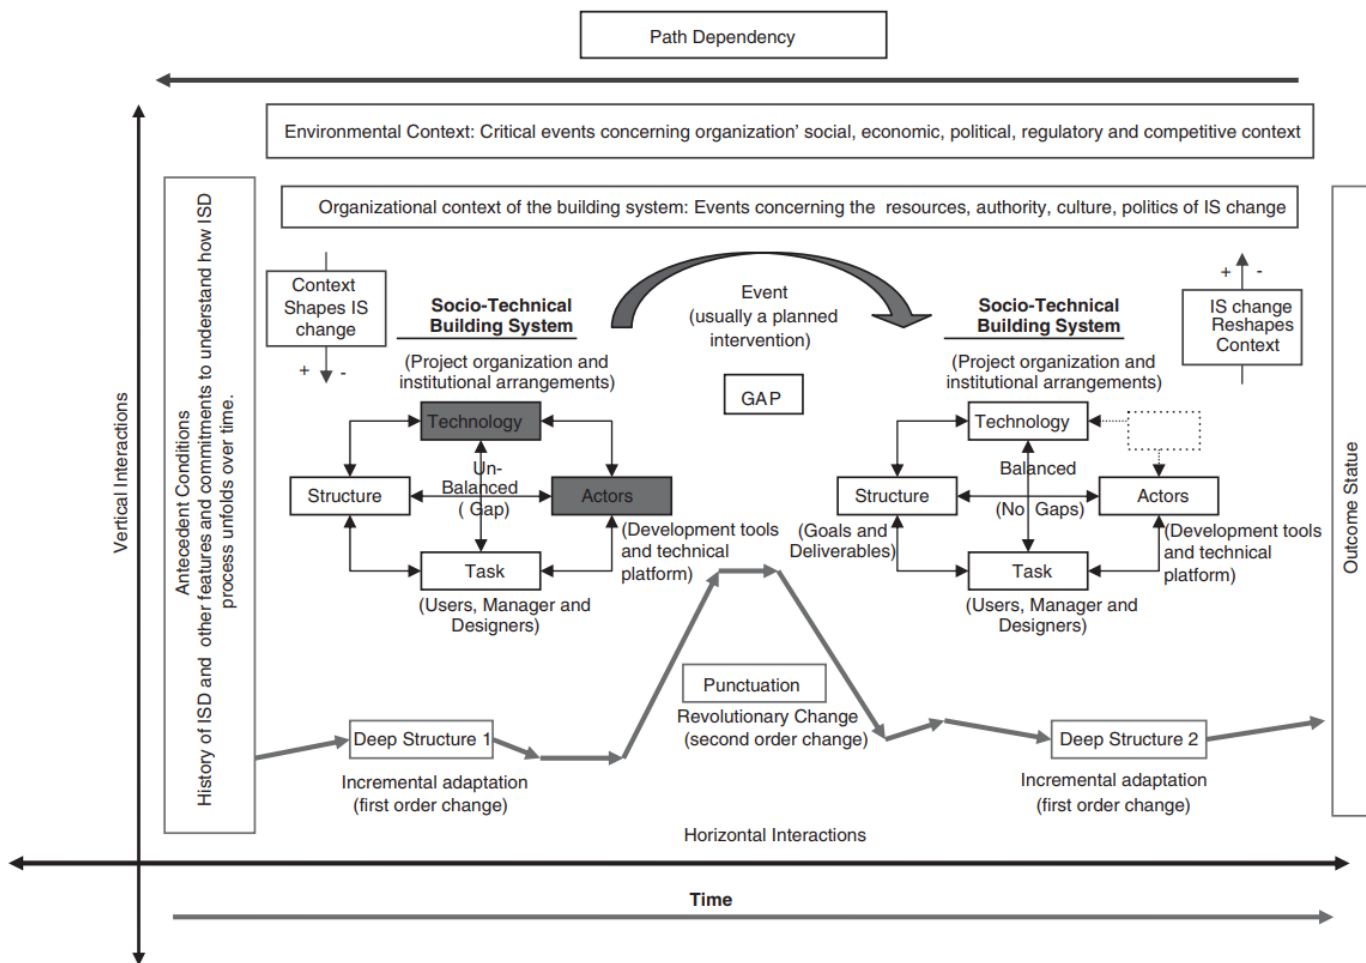 Path Dependency
Environmental Context: Critical events concerning organization' social, economic, political, regulatory and competitive context
Organizational context of the building system: Events concerning the resources, authority, culture, politics of IS change
Vertical Interactions
Antecedent Conditions
History of ISD and other features and commitments to understand how ISD
process unfolds over time.
Context
Shapes IS
change
+ -
Socio-Technical
Building System
(Project organization and
institutional arrangements)
Technology
Un-
Balanced
( Gap)
Structure
Actors
Task
(Development tools
and technical
platform)
(Users, Manager and
Designers)
Event
(usually a planned
intervention)
GAP
Socio-Technical
Building System
(Project organization and
institutional arrangements)
Technology
Balanced
(No Gaps)
Structure
Actors
(Goals and
Deliverables)
Task
(Development tools
and technical
platform)
(Users, Manager and
Designers)
+ -
IS change
Reshapes
Context
Outcome Statue
Punctuation
Revolutionary Change
(second order change)
Deep Structure 1
Incremental adaptation
(first order change)
Deep Structure 2
Incremental adaptation
(first order change)
Horizontal Interactions
Time